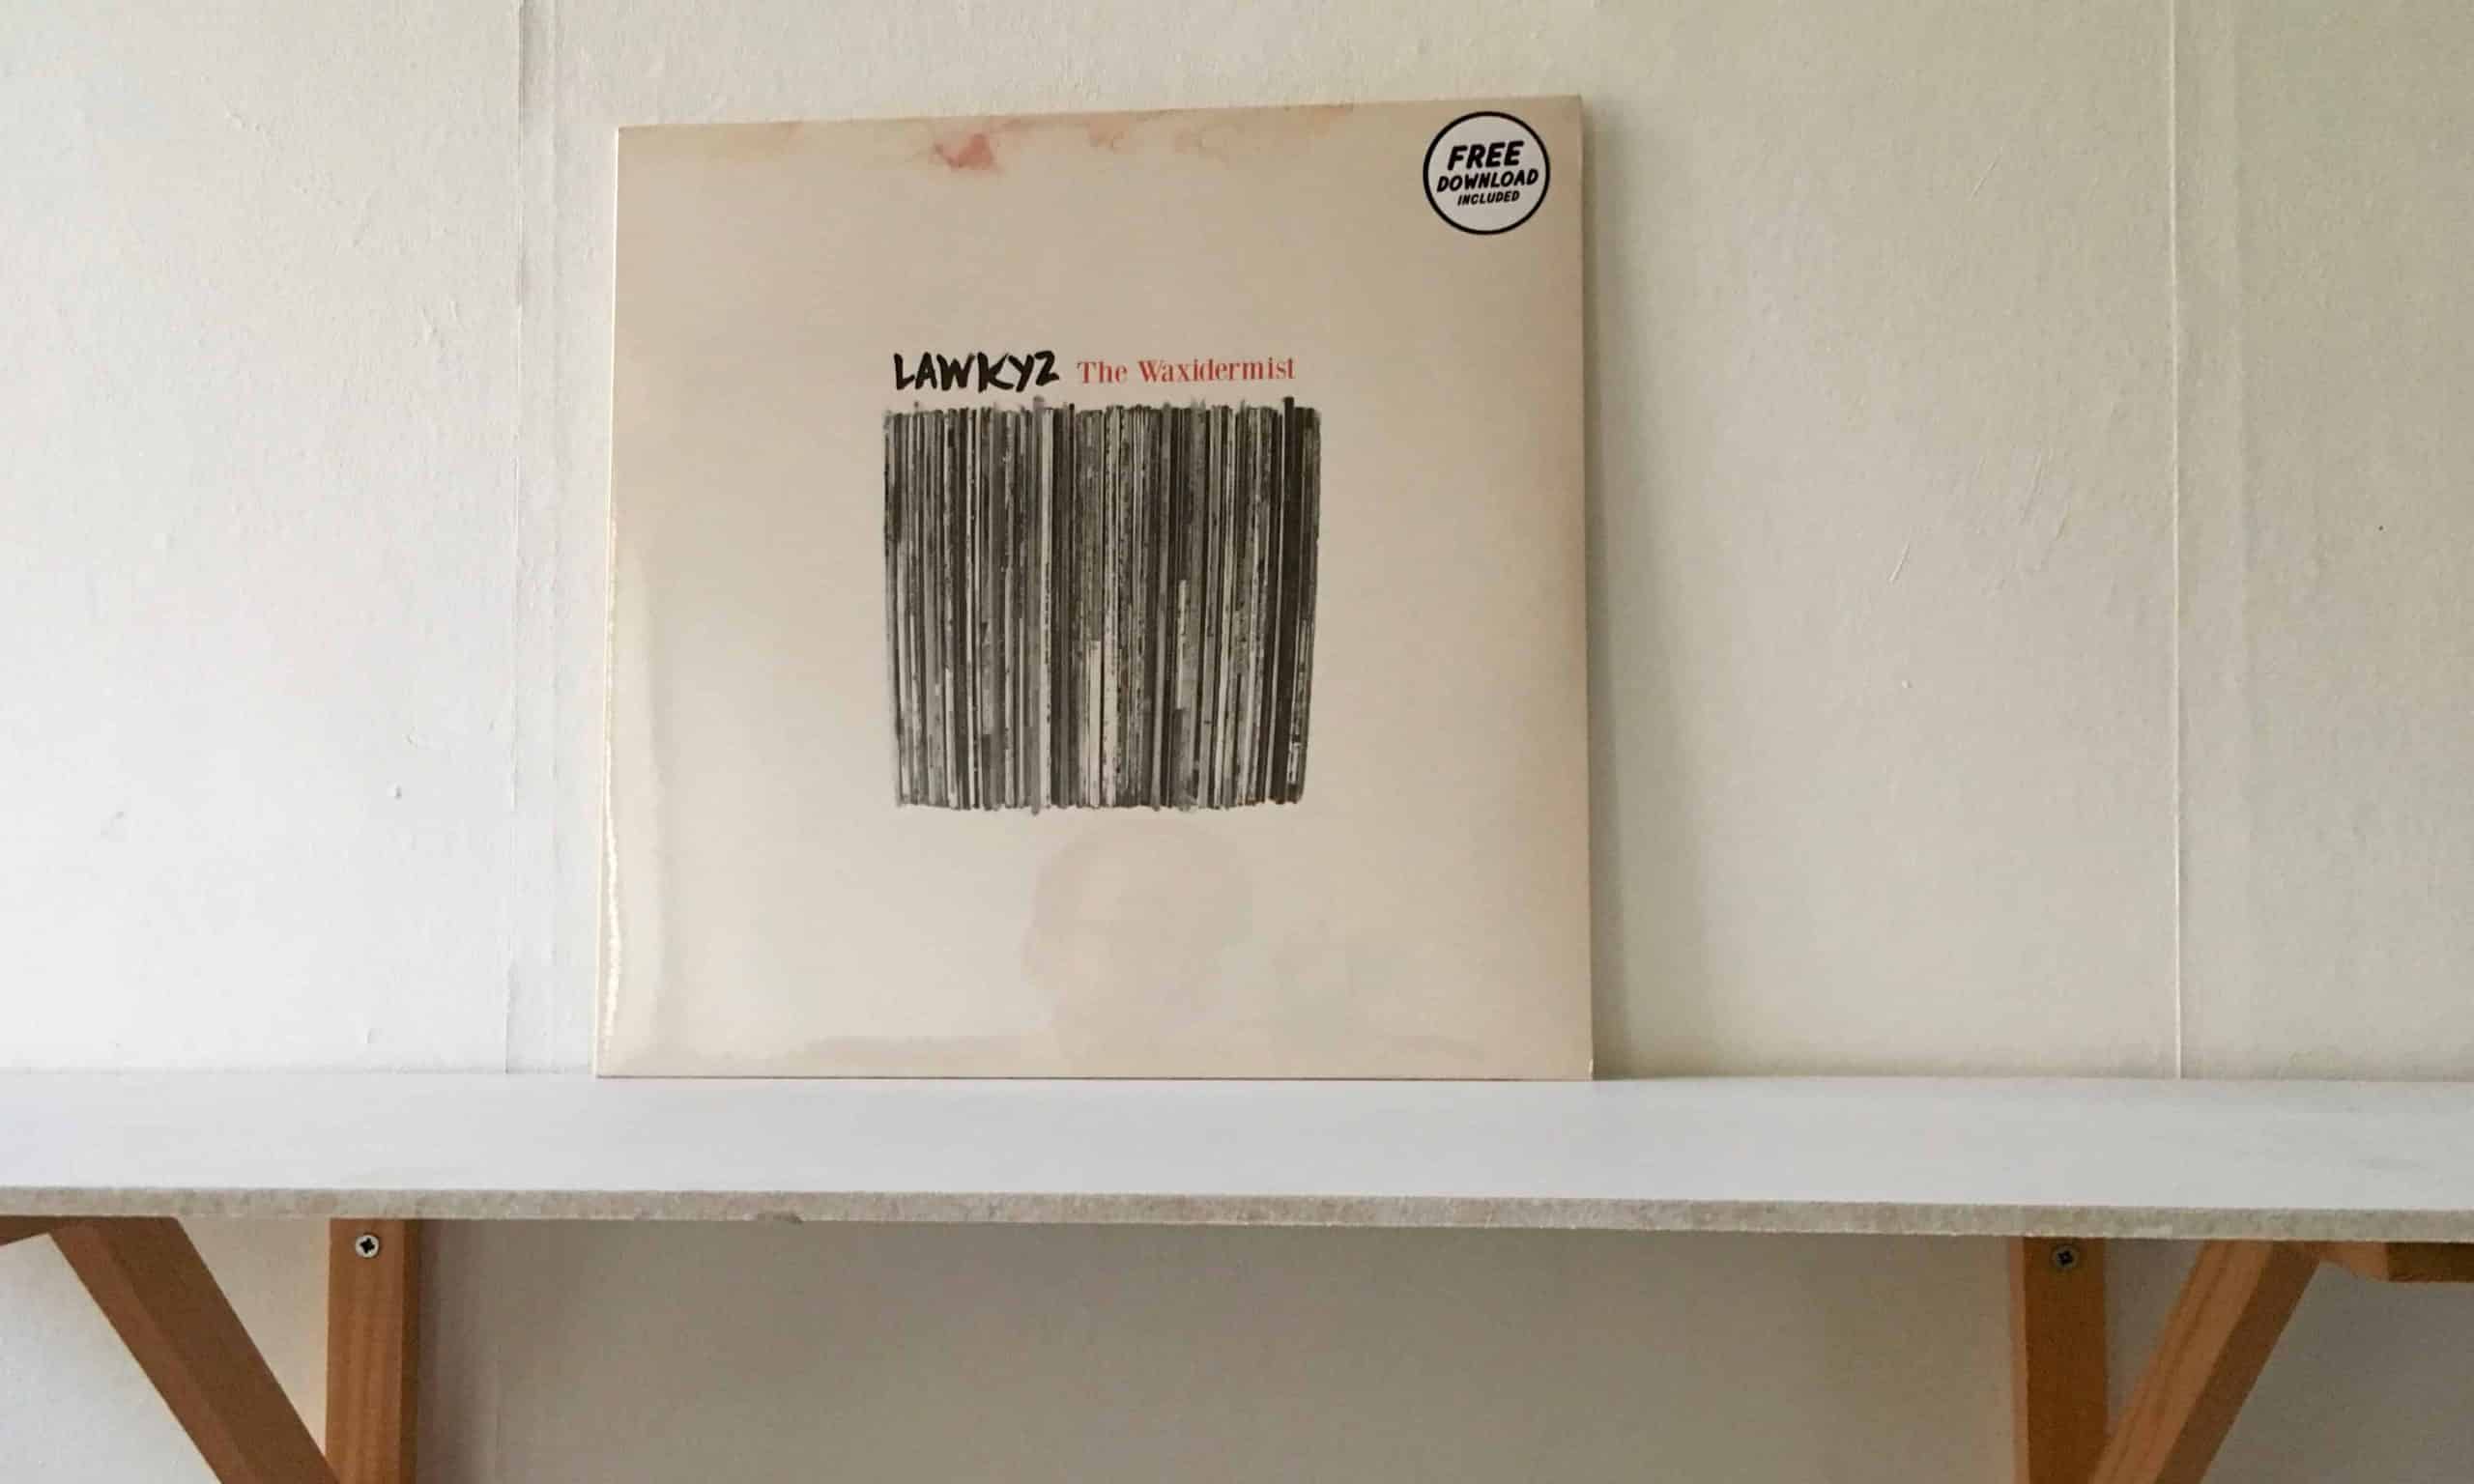 FREE
DOWNLOAD
INCLUDED
LAWKYZ The Waxidermist